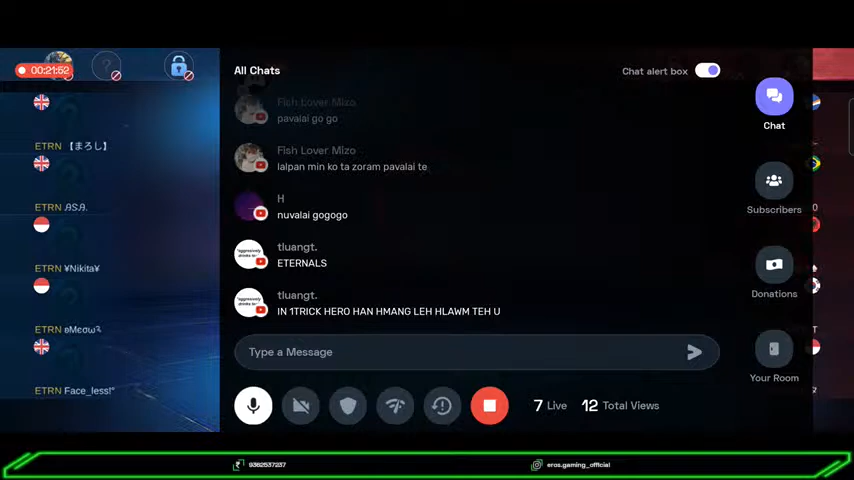 00:21:52
All Chats
Chat alert box
Fish Lover Mizo
pavalai go go
Chat
ETRN 【まろし】
Fish Lover Mizo
lalpan min ko ta zoram pavalai te
H
nuvalai gogogo
Subscribers
tluangt.
ETERNALS
ETRN ¥Nikita¥
Donations
tluangt.
IN 1TRICK HERO HAN HMANG LEH HLAWM TEH U
Type a Message
Your Room
ETRN Face_less!°
7 Live
12 Total Views
9362537237
eros.gaming_official